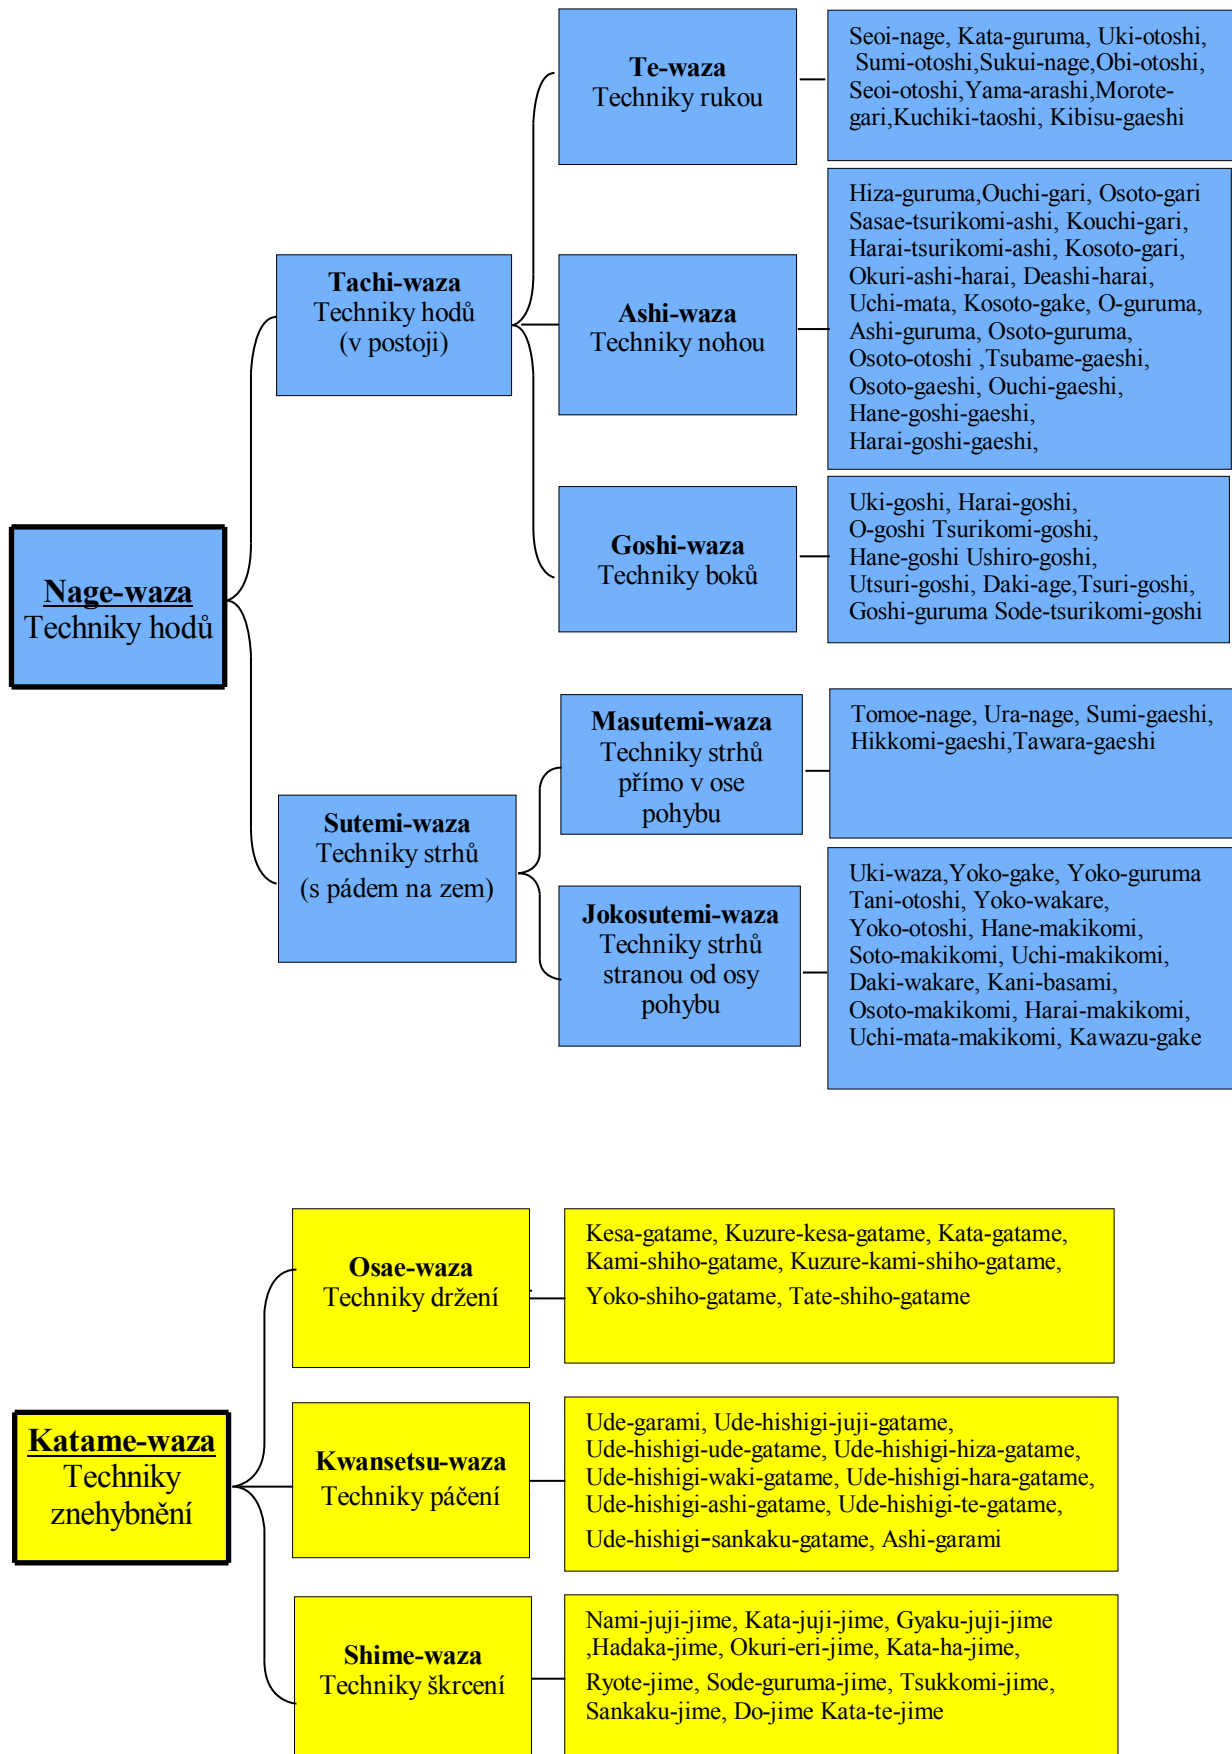 Nage-waza
Techniky hodů
Tachi-waza
Techniky hodů
(v postoji)
Te-waza
Techniky rukou
Seoi-nage, Kata-guruma, Uki-otoshi,
Sumi-otoshi,Sukui-nage,Obi-otoshi,
Seoi-otoshi,Yama-arashi,Morote-
gari,Kuchiki-taoshi, Kibisu-gaeshi
Ashi-waza
Techniky nohou
Hiza-guruma,Ouchi-gari, Osoto-gari
Sasae-tsurikomi-ashi, Kouchi-gari,
Harai-tsurikomi-ashi, Kosoto-gari,
Okuri-ashi-harai, Deashi-harai,
Uchi-mata, Kosoto-gake, O-guruma,
Ashi-guruma, Osoto-guruma,
Osoto-otoshi ,Tsubame-gaeshi,
Osoto-gaeshi, Ouchi-gaeshi,
Hane-goshi-gaeshi,
Harai-goshi-gaeshi,
Goshi-waza
Techniky boků
Uki-goshi, Harai-goshi,
O-goshi Tsurikomi-goshi,
Hane-goshi Ushiro-goshi,
Utsuri-goshi, Daki-age,Tsuri-goshi,
Goshi-guruma Sode-tsurikomi-goshi
Sutemi-waza
Techniky strhů
(s pádem na zem)
Masutemi-waza
Techniky strhů
přímo v ose
pohybu
Tomoe-nage, Ura-nage, Sumi-gaeshi,
Hikkomi-gaeshi,Tawara-gaeshi
Jokosutemi-waza
Techniky strhů
stranou od osy
pohybu
Uki-waza,Yoko-gake, Yoko-guruma
Tani-otoshi, Yoko-wakare,
Yoko-otoshi, Hane-makikomi,
Soto-makikomi, Uchi-makikomi,
Daki-wakare, Kani-basami,
Osoto-makikomi, Harai-makikomi,
Uchi-mata-makikomi, Kawazu-gake
Katame-waza
Techniky
znehybnění
Osae-waza
Techniky držení
Kesa-gatame, Kuzure-kesa-gatame, Kata-gatame,
Kami-shiho-gatame, Kuzure-kami-shiho-gatame,
Yoko-shiho-gatame, Tate-shiho-gatame
Kwansetsu-waza
Techniky páčení
Ude-garami, Ude-hishigi-juji-gatame,
Ude-hishigi-ude-gatame, Ude-hishigi-hiza-gatame,
Ude-hishigi-waki-gatame, Ude-hishigi-hara-gatame,
Ude-hishigi-ashi-gatame, Ude-hishigi-te-gatame,
Ude-hishigi-sankaku-gatame, Ashi-garami
Shime-waza
Techniky škrcení
Nami-juji-jime, Kata-juji-jime, Gyaku-juji-jime
,Hadaka-jime, Okuri-eri-jime, Kata-ha-jime,
Ryote-jime, Sode-guruma-jime, Tsukkomi-jime,
Sankaku-jime, Do-jime Kata-te-jime